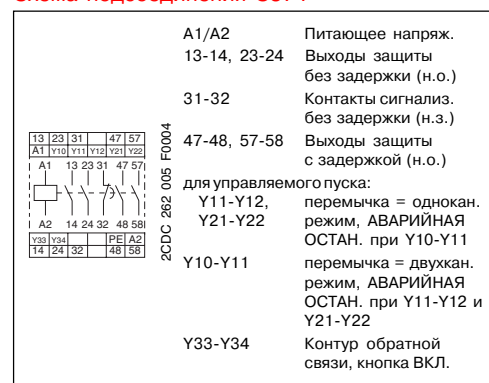 A1/A2 Питающее напряж.
13-14, 23-24 Выходы защиты
без задержки (н.о.)
31-32 Контакты сигнализ.
без задержки (н.з.)
47-48, 57-58 Выходы защиты
с задержкой (н.о.)
для управляемого пуска:
Y11-Y12, перемычка = однокан.
Y21-Y22 режим, АВАРИЙНАЯ
ОСТАН. при Y10-Y11
Y10-Y11 перемычка = двухкан.
режим, АВАРИЙНАЯ
ОСТАН. при Y11-Y12 и
Y21-Y22
Y33-Y34 Контур обратной
связи, кнопка ВКЛ.
13 23 31 47 57
A1 Y10 Y11 Y12 Y21 Y22
A1 13 23 31 47 57
A2 14 24 32 48 58
Y33 Y34 PE A2
14 24 32 48 58
2CDC 262 005 F0004